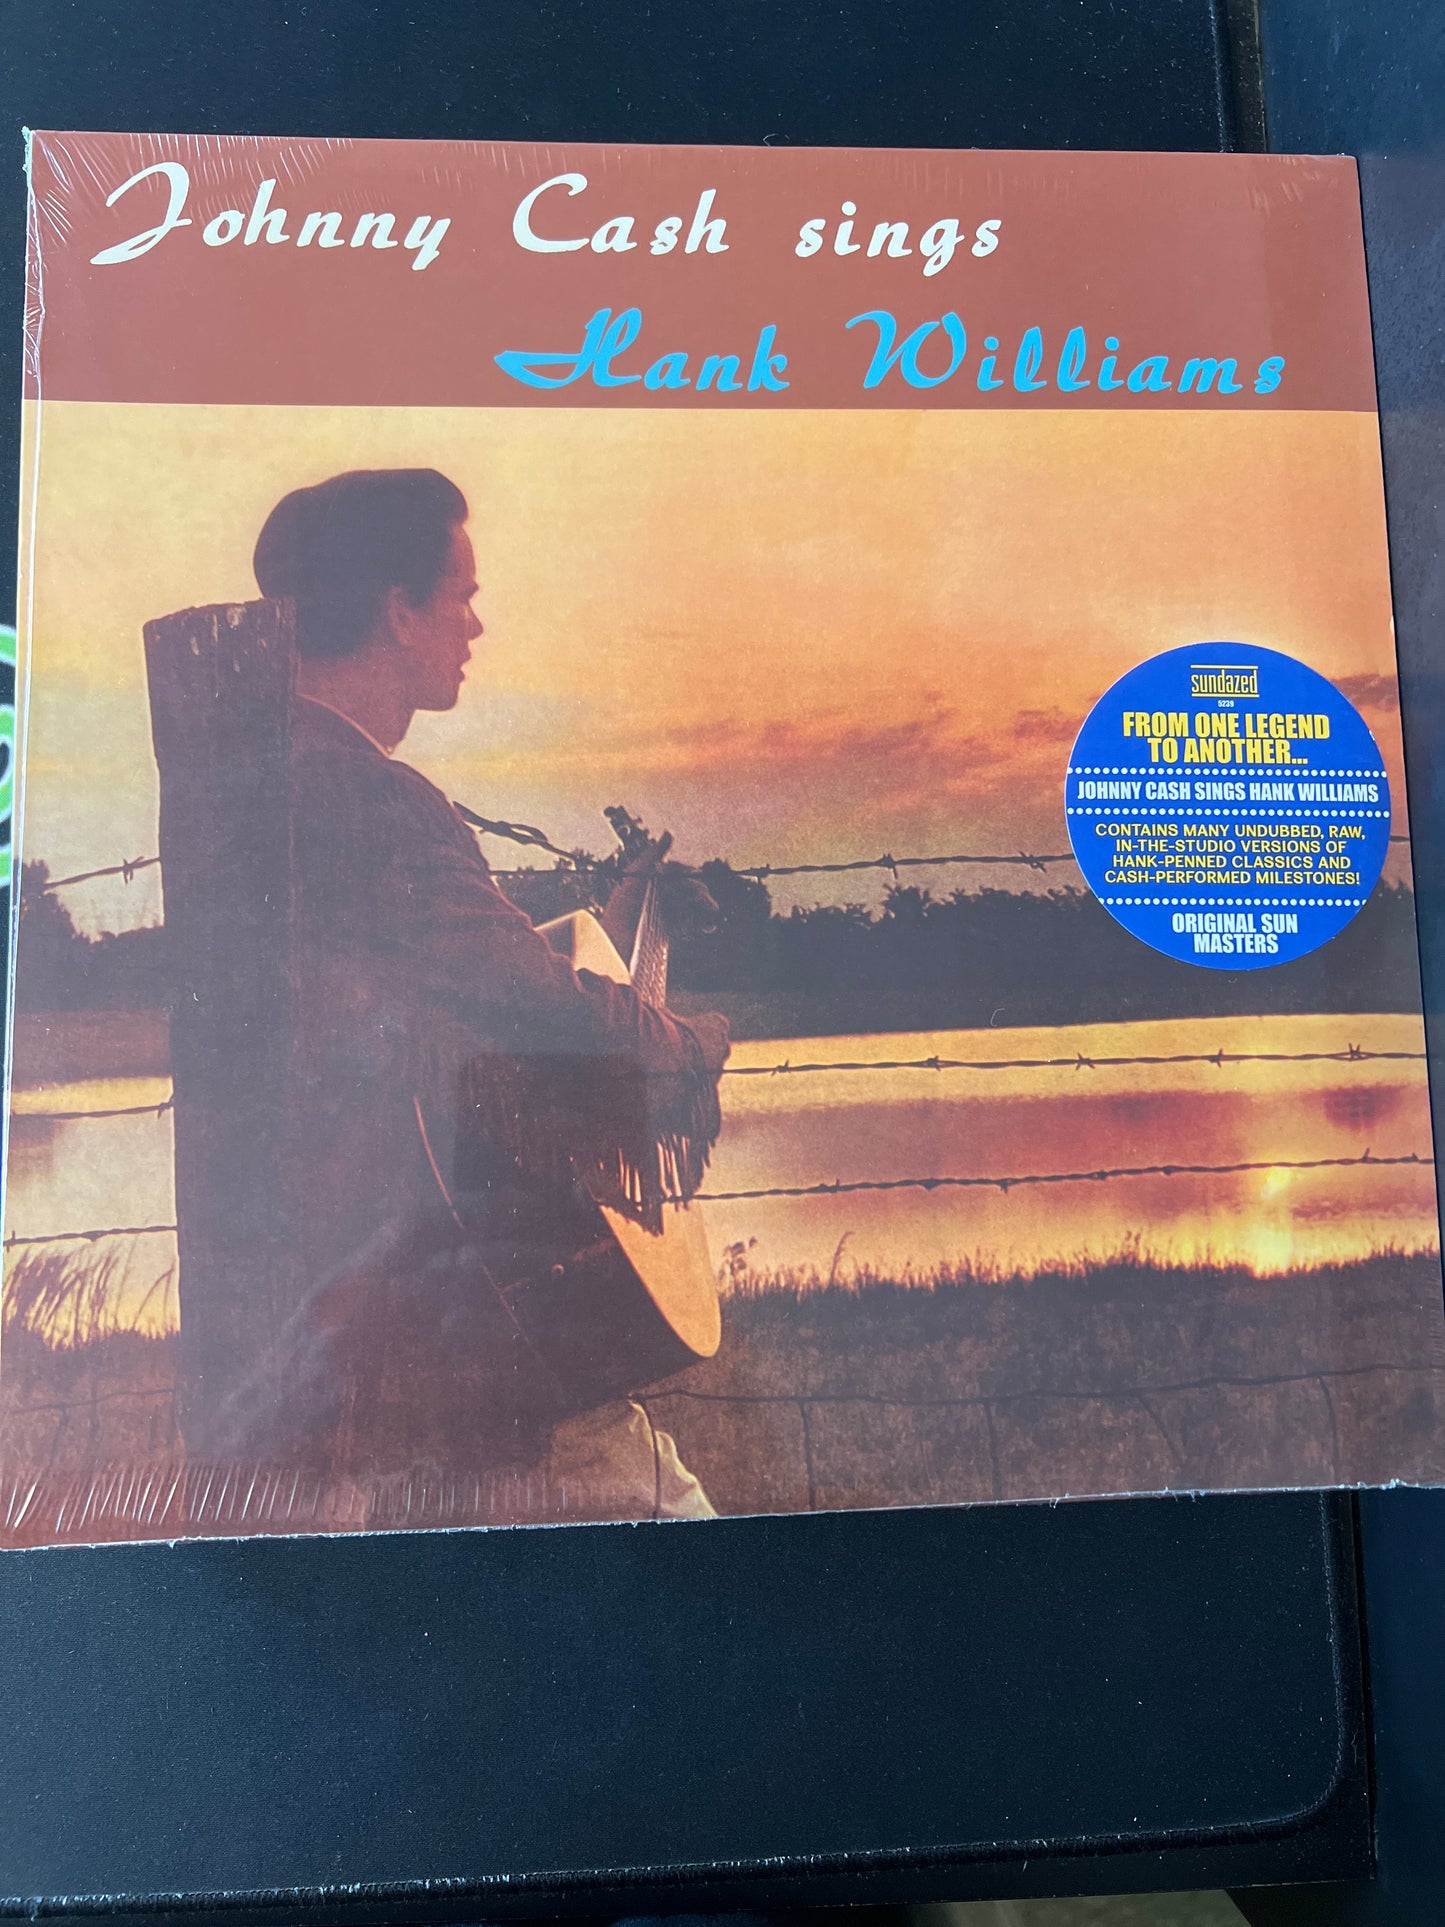 Johnny Cash sings
Hank Williams
sundazed
5239
FROM ONE LEGEND
TO ANOTHER...
JOHNNY CASH SINGS HANK WILLIAMS
CONTAINS MANY UNDUBBED, RAW,
IN-THE-STUDIO VERSIONS OF
HANK-PENNED CLASSICS AND
CASH-PERFORMED MILESTONES!
ORIGINAL SUN
MASTERS